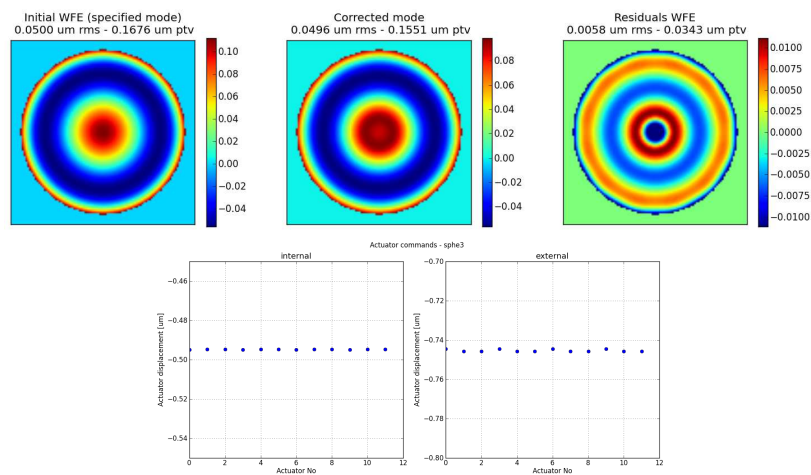 Initial WFE (specified mode)
0.0500 um rms - 0.1676 um ptv
0.10
0.08
0.06
0.04
0.02
0.00
−0.02
−0.04
Corrected mode
0.0496 um rms - 0.1551 um ptv
0.08
0.06
0.04
0.02
0.00
−0.02
−0.04
Residuals WFE
0.0058 um rms - 0.0343 um ptv
0.0100
0.0075
0.0050
0.0025
0.0000
−0.0025
−0.0050
−0.0075
−0.0100
Actuator commands - sphe3
internal
Actuator displacement [um]
−0.46
−0.48
−0.50
−0.52
−0.54
0 2 4 6 8 10 12
Actuator No
external
Actuator displacement [um]
−0.70
−0.72
−0.74
−0.76
−0.78
−0.80
0 2 4 6 8 10 12
Actuator No